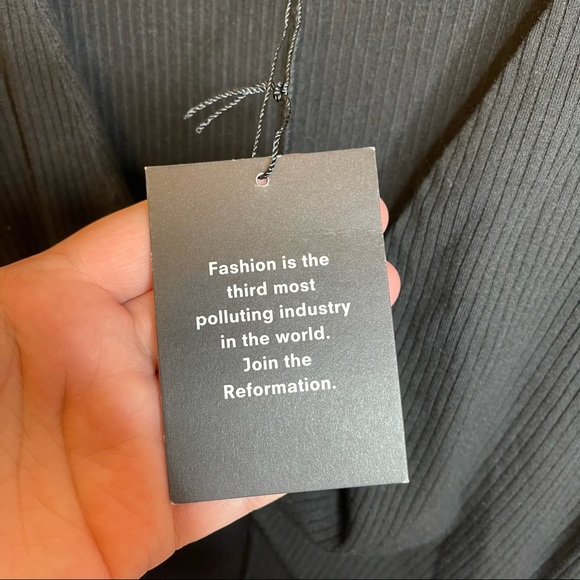 Fashion is the
third most
polluting industry
in the world.
Join the
Reformation.